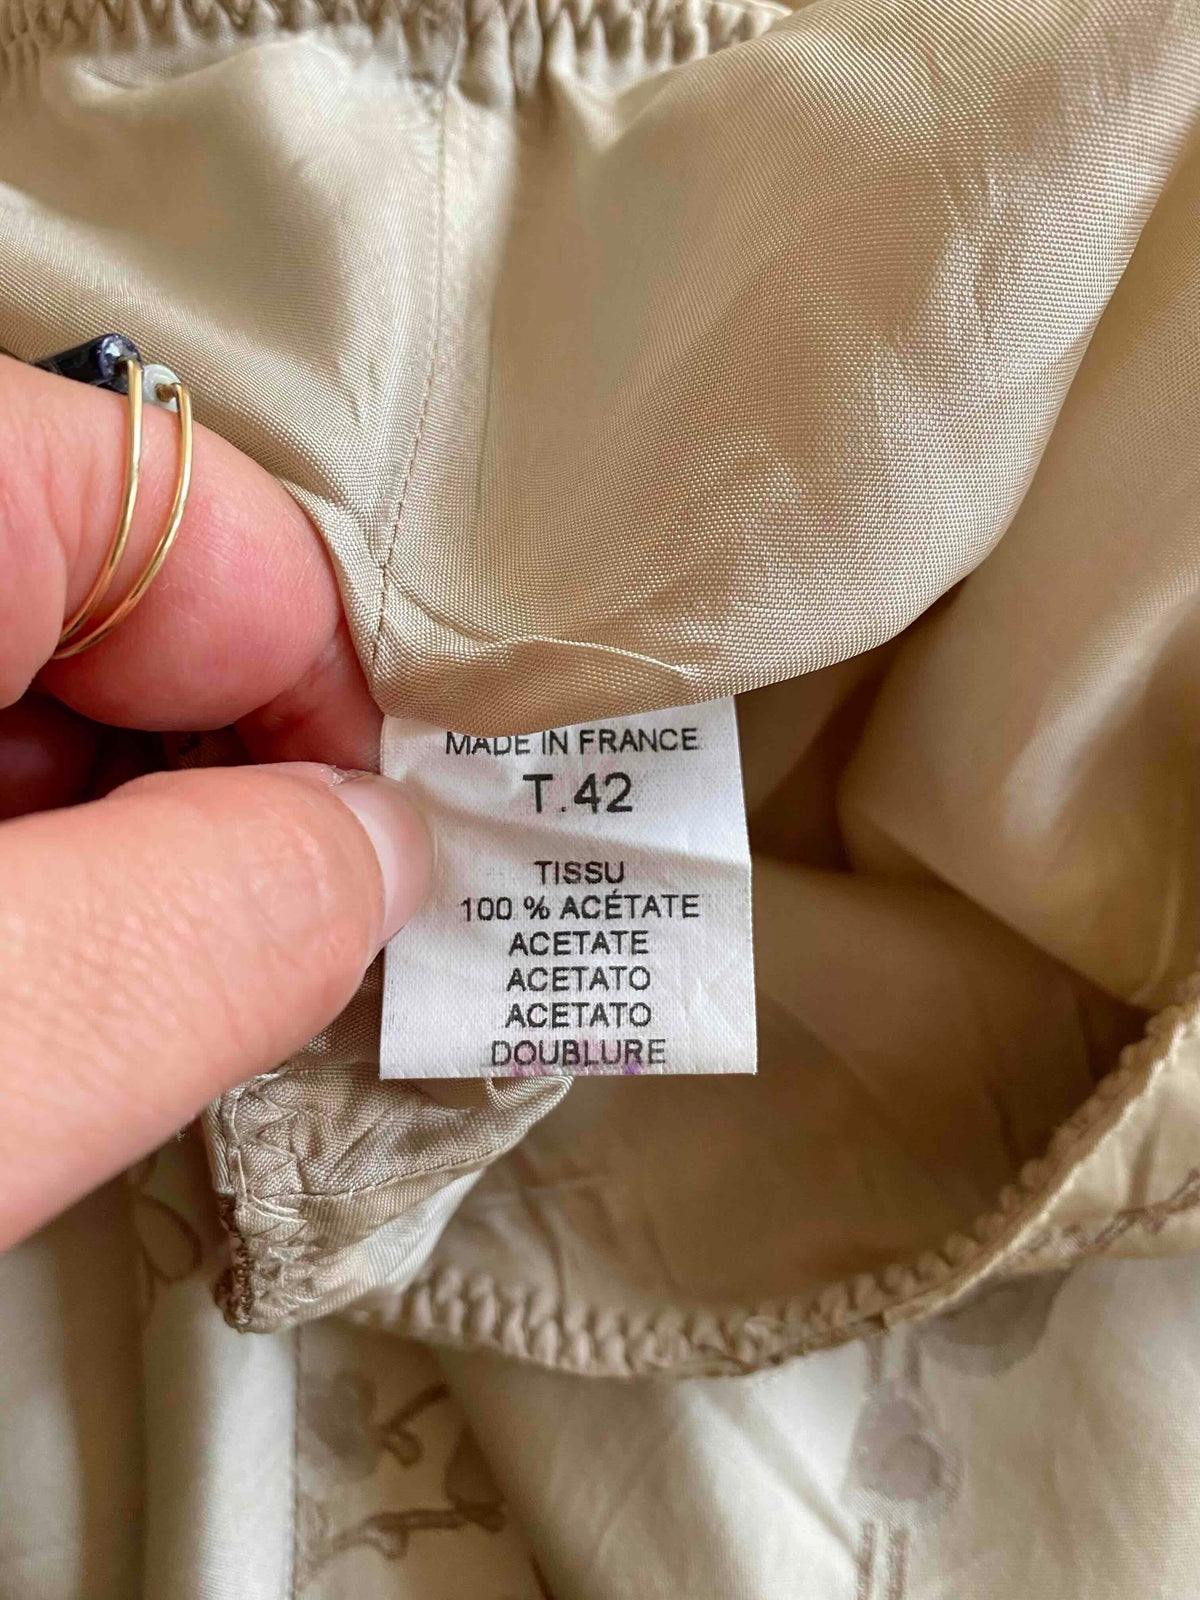 MADE IN FRANCE
T.42
TISSU
100 % ACÉTATE
ACETATE
ACETATO
ACETATO
DOUBLURE